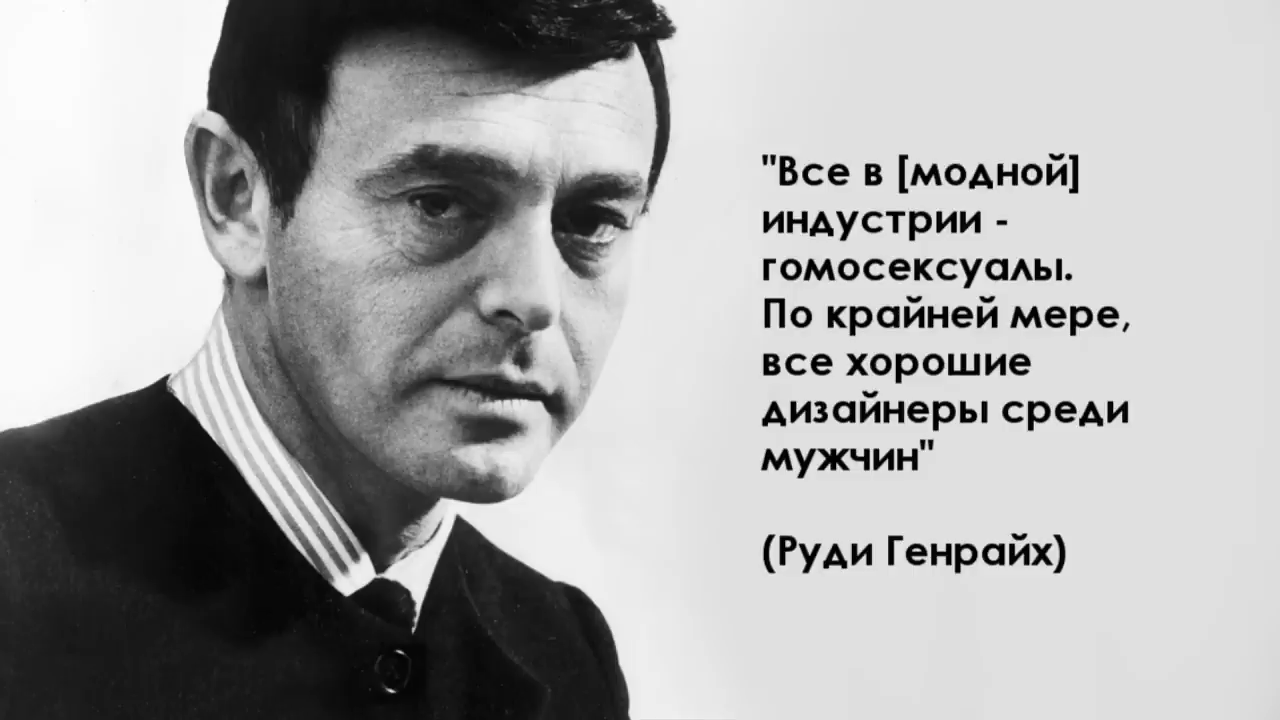 "Все в [модной]
индустрии -
гомосексуалы.
По крайней мере,
все хорошие
дизайнеры среди
мужчин"
(Руди Генрайх)